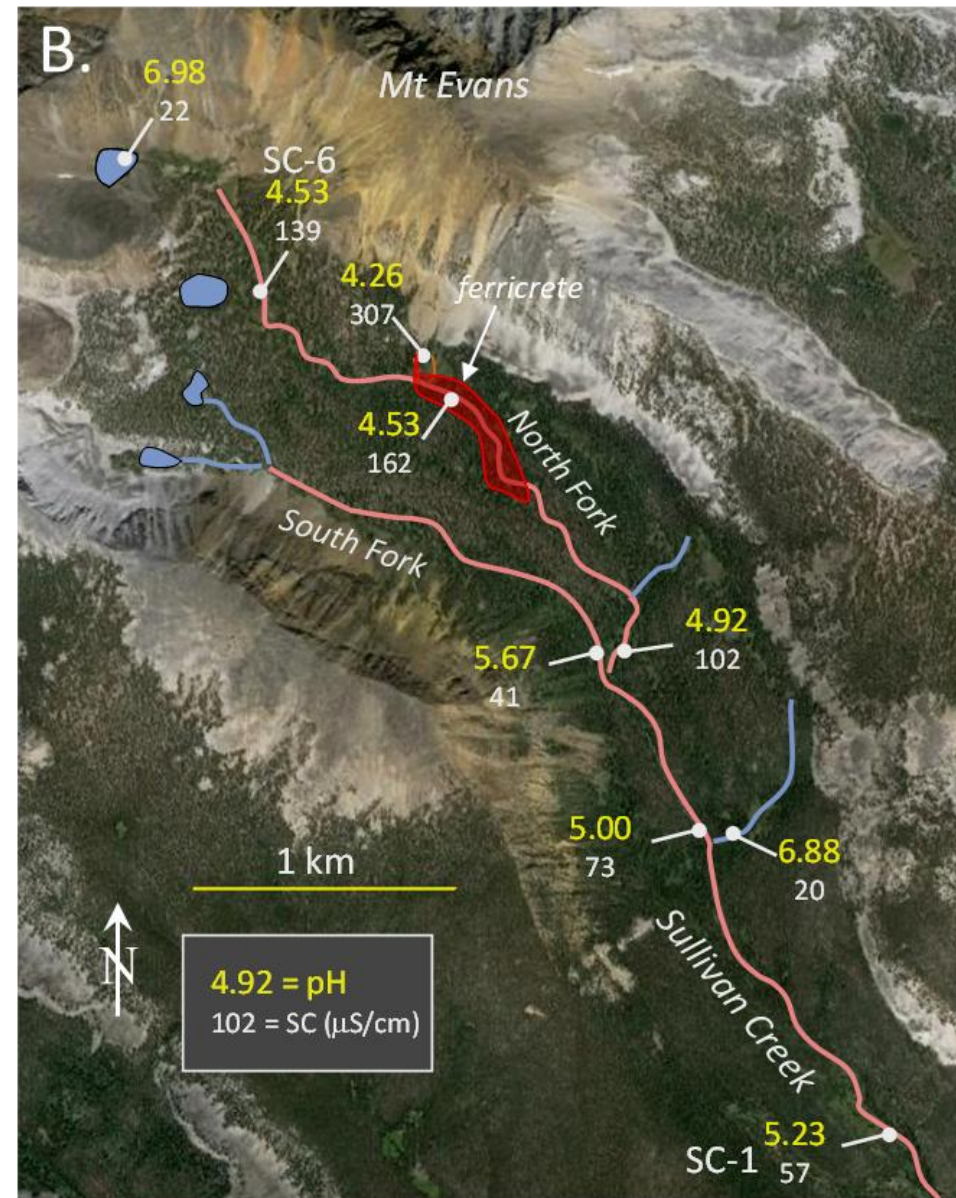 B.
Mt Evans
6.98
22
SC-6
4.53
139
4.26
307
ferricrete
4.53
162
North Fork
South Fork
4.92
102
5.67
41
5.00
73
6.88
20
1 km
N
Sullivan Creek
4.92 = pH
102 = SC (µS/cm)
SC-1
5.23
57